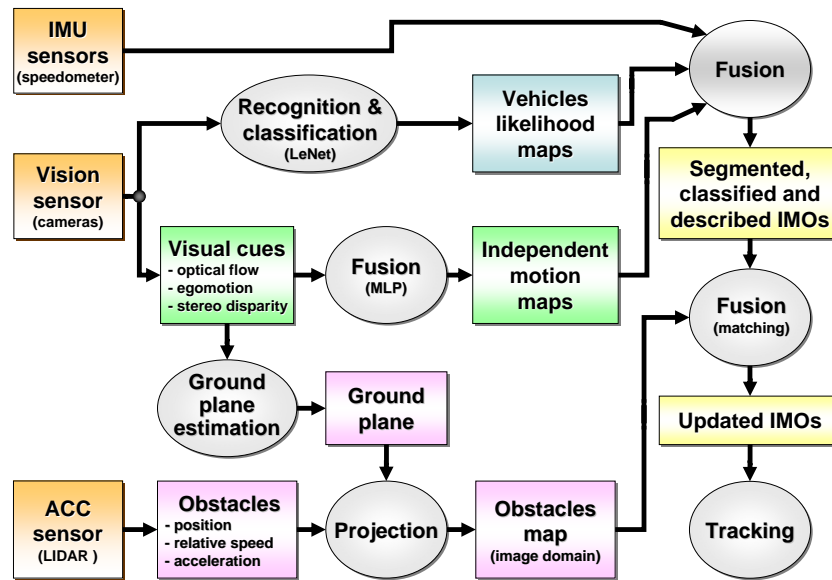 IMU
sensors
(speedometer)
Fusion
Recognition &
classification
(LeNet)
Vehicles
likelihood
maps
Vision
sensor
(cameras)
Segmented,
classified and
described IMOs
Visual cues
- optical flow
- egomotion
- stereo disparity
Fusion
(MLP)
Independent
motion
maps
Fusion
(matching)
Ground
plane
estimation
Ground
plane
Updated IMOs
ACC
sensor
(LIDAR )
Obstacles
- position
- relative speed
- acceleration
Projection
Obstacles
map
(image domain)
Tracking